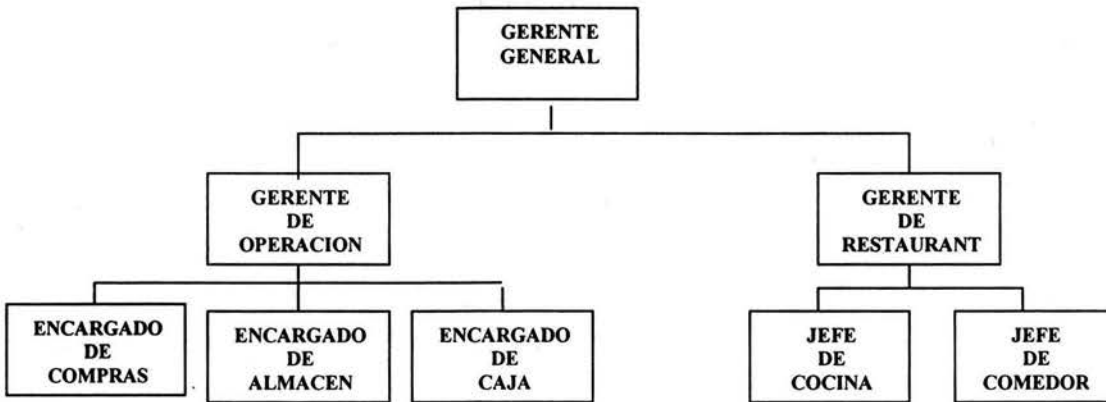 GERENTE
GENERAL
GERENTE
DE
OPERACION
GERENTE
DE
RESTAURANT
ENCARGADO
DE
COMPRAS
ENCARGADO
DE
ALMACEN
ENCARGADO
DE
CAJA
JEFE
DE
COCINA
JEFE
DE
COMEDOR